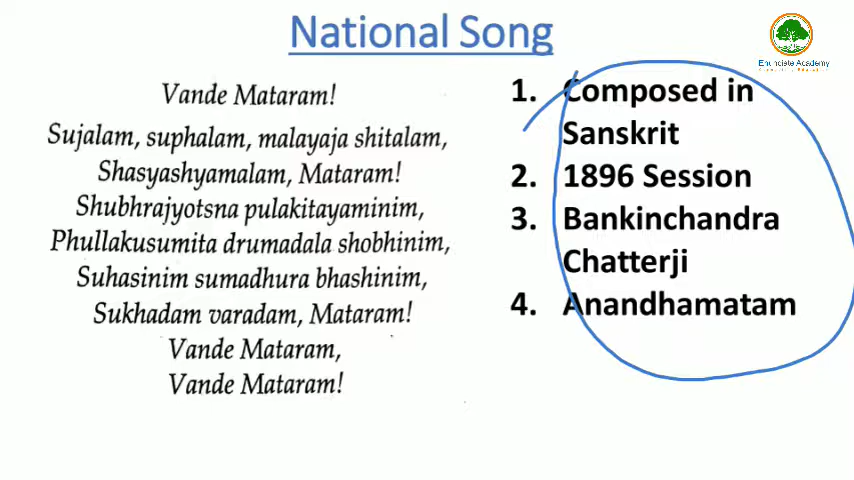 National Song
Enunciate Academy
Vande Mataram!
Sujalam, suphalam, malayaja shitalam,
Shasyashyamalam, Mataram!
Shubhrajyotsna pulakitayaminim,
Phullakusumita drumadala shobhinim,
Suhasinim sumadhura bhashinim,
Sukhadam varadam, Mataram!
Vande Mataram,
Vande Mataram!
1. Composed in
Sanskrit
2. 1896 Session
3. Bankinchandra
Chatterji
4. Anandhamatam